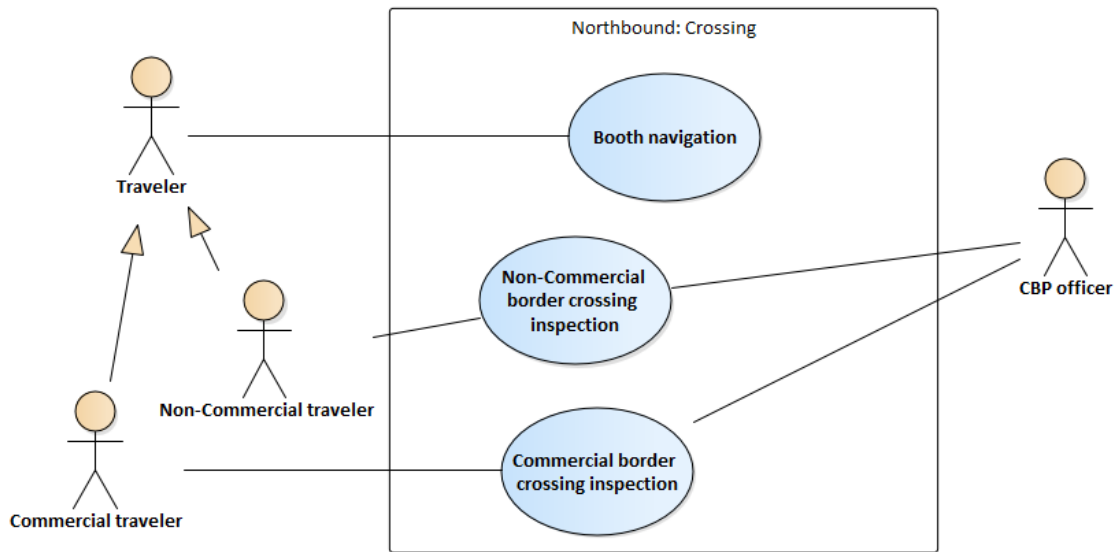 Northbound: Crossing
Booth navigation
Traveler
CBP officer
Non-Commercial
border crossing
inspection
Non-Commercial traveler
Commercial border
crossing inspection
Commercial traveler